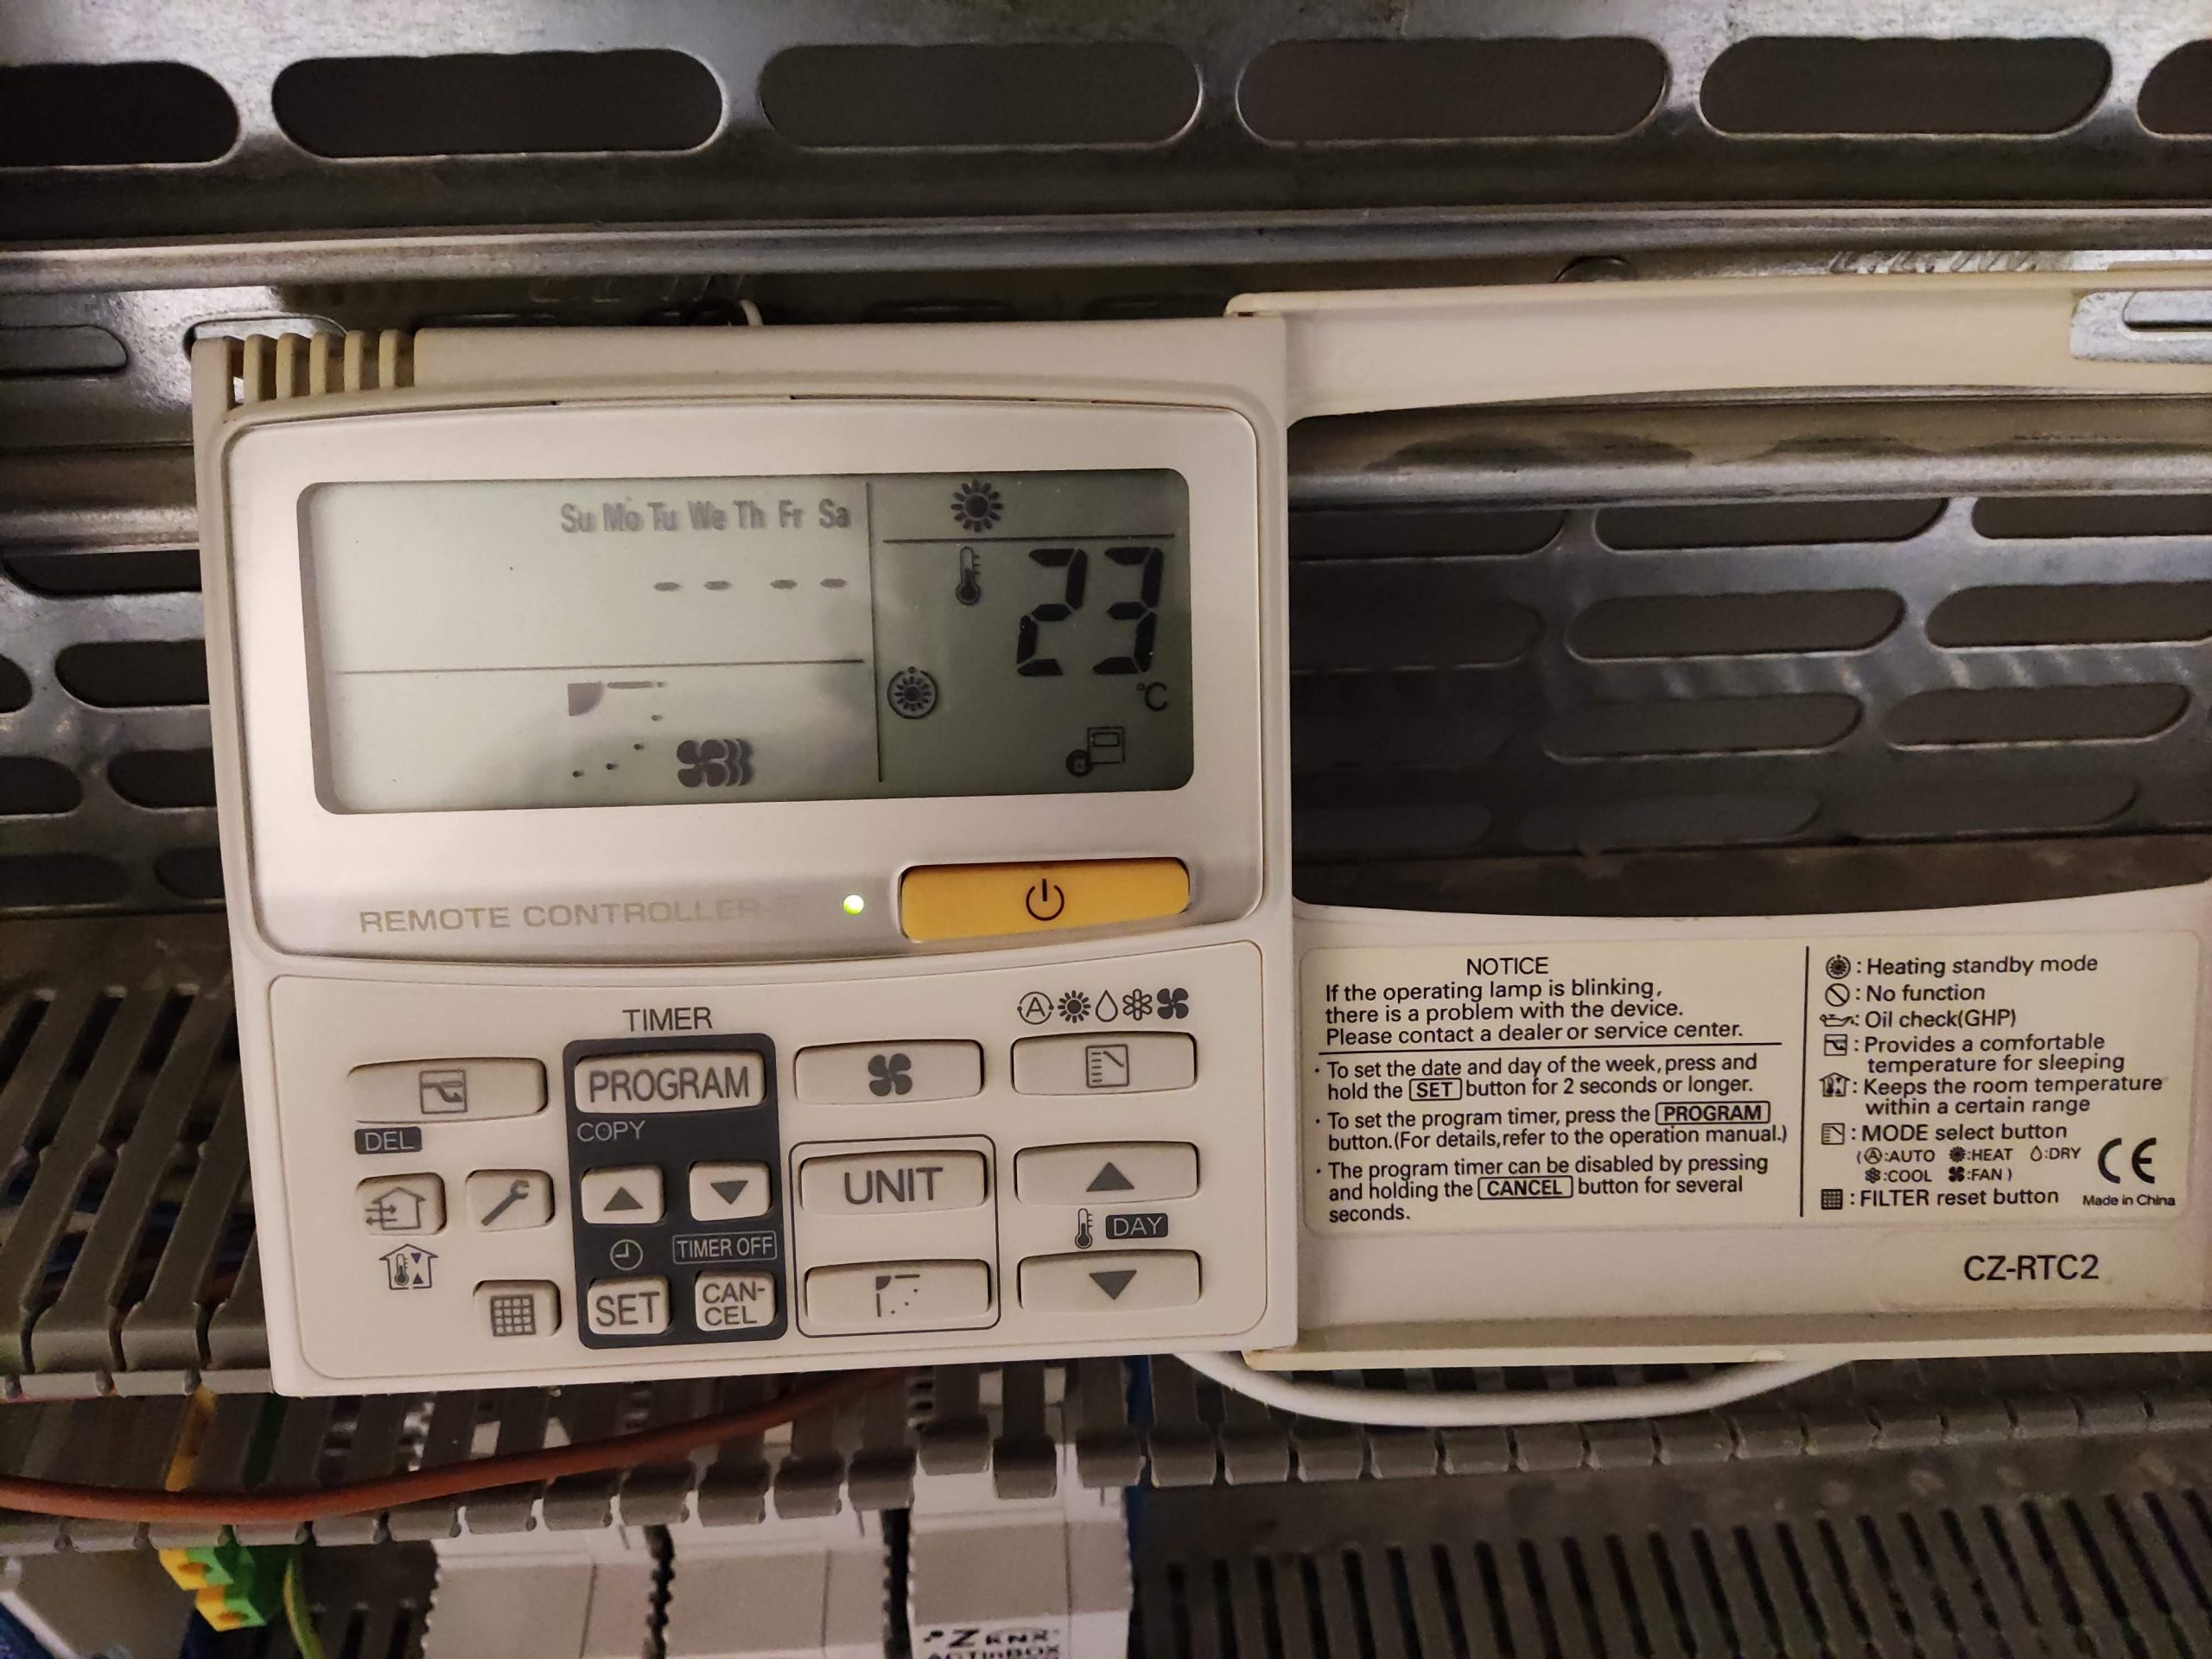 Su Mo Tu We Th Fr Sa
- - - -
23
°C
REMOTE CONTROLLER
TIMER
A
PROGRAM
COPY
DEL
UNIT
DAY
TIMER OFF
SET
CAN-
CEL
NOTICE
If the operating lamp is blinking,
there is a problem with the device.
Please contact a dealer or service center.
· To set the date and day of the week, press and
hold the SET button for 2 seconds or longer.
· To set the program timer, press the PROGRAM
button.(For details,refer to the operation manual.)
· The program timer can be disabled by pressing
and holding the CANCEL button for several
seconds.
: Heating standby mode
: No function
: Oil check(GHP)
: Provides a comfortable
temperature for sleeping
: Keeps the room temperature
within a certain range
: MODE select button
(A:AUTO :HEAT :DRY
:COOL :FAN )
: FILTER reset button
CE
Made in China
CZ-RTC2
Z KNX
ACTinBOX